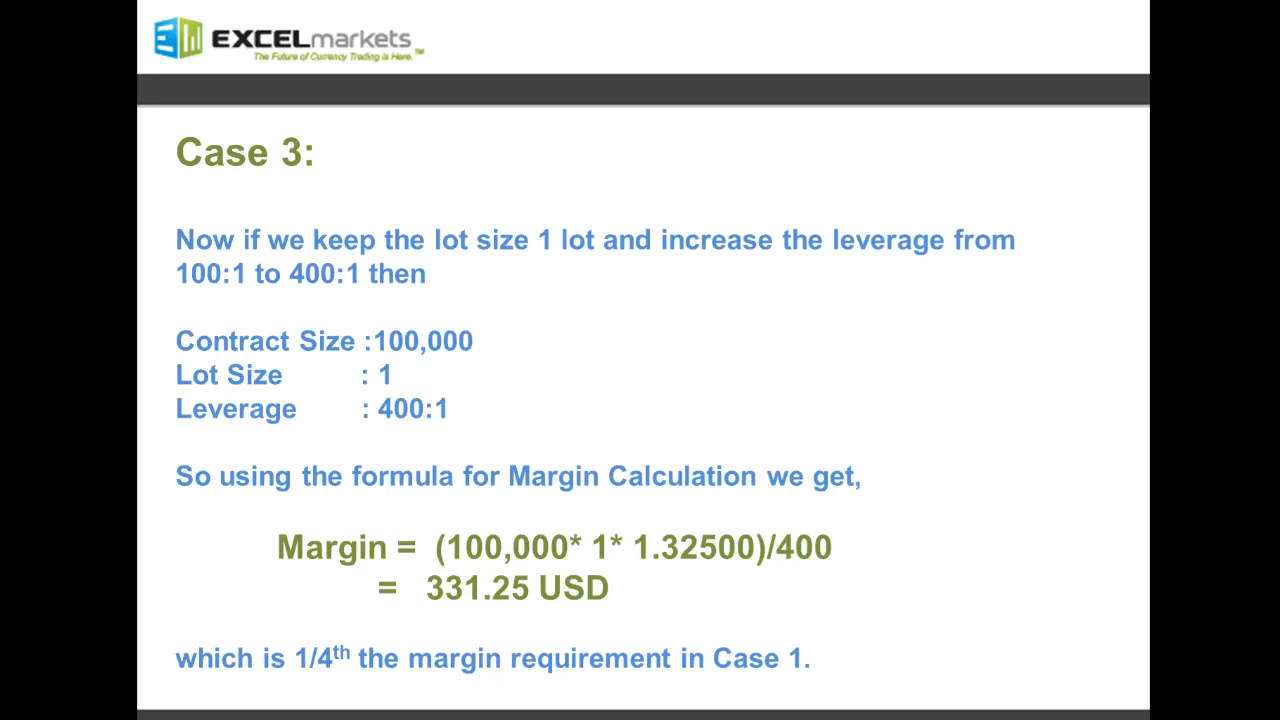 EXCELmarkets
The Future of Currency Trading is Here.™
Case 3:
Now if we keep the lot size 1 lot and increase the leverage from
100:1 to 400:1 then
Contract Size :100,000
Lot Size : 1
Leverage : 400:1
So using the formula for Margin Calculation we get,
Margin = (100,000* 1* 1.32500)/400
= 331.25 USD
which is 1/4th the margin requirement in Case 1.